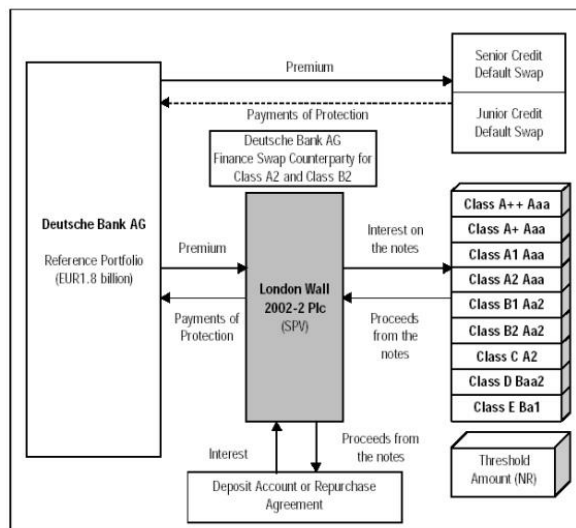 Premium
Senior Credit
Default Swap
Payments of Protection
Junior Credit
Default Swap
Deutsche Bank AG
Finance Swap Counterparty for
Class A2 and Class B2
Deutsche Bank AG
Reference Portfolio
(EUR1.8 billion)
Premium
Payments of
Protection
London Wall
2002-2 Plc
(SPV)
Interest on
the notes
Proceeds
from the
notes
Class A++ Aaa
Class A+ Aaa
Class A1 Aaa
Class A2 Aaa
Class B1 Aa2
Class B2 Aa2
Class C A2
Class D Baa2
Class E Ba1
Threshold
Amount (NR)
Interest
Proceeds from
the notes
Deposit Account or Repurchase
Agreement